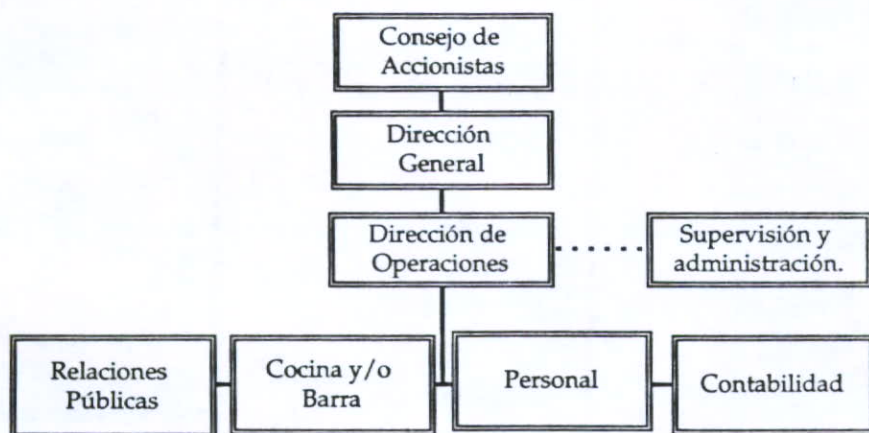 Consejo de
Accionistas
Dirección
General
Dirección de
Operaciones
Supervisión y
administración.
Relaciones
Públicas
Cocina y/o
Barra
Personal
Contabilidad